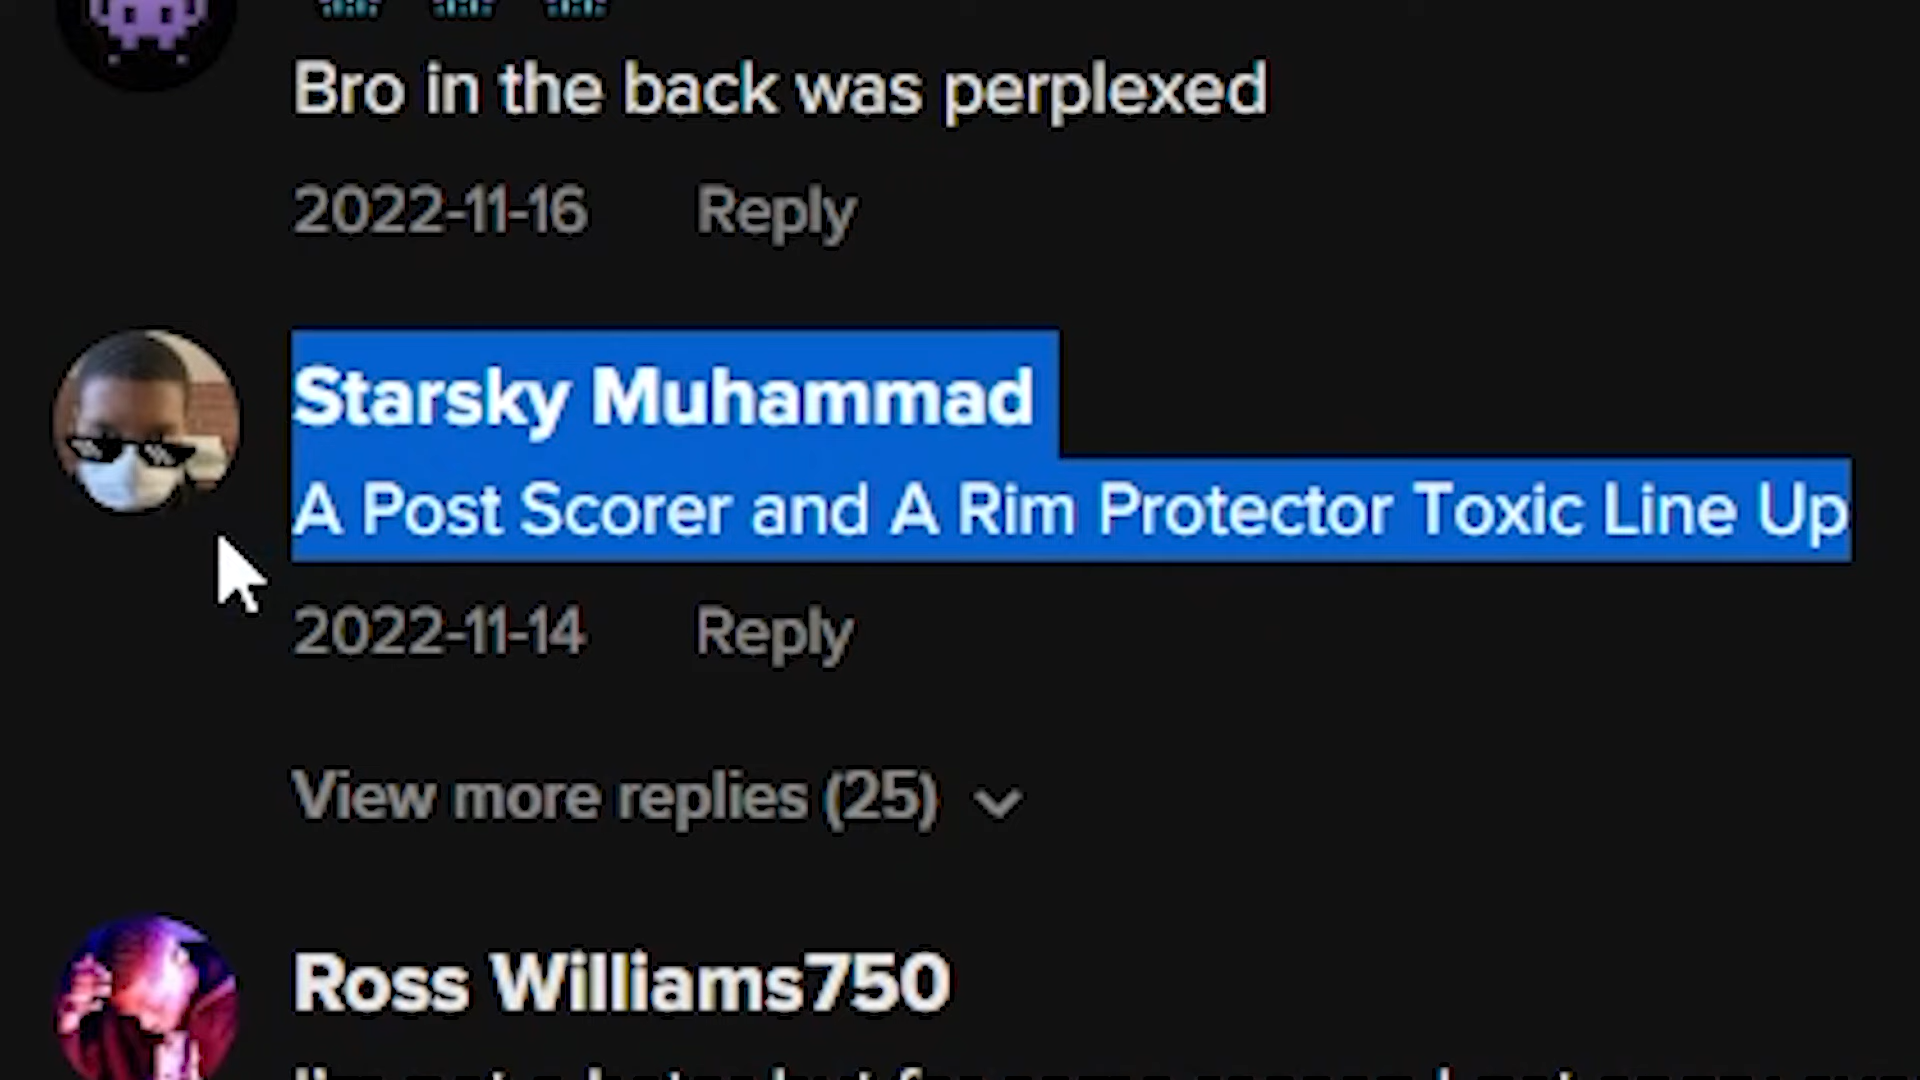 Bro in the back was perplexed
2022-11-16 Reply
Starsky Muhammad
A Post Scorer and A Rim Protector Toxic Line Up
2022-11-14 Reply
View more replies (25)
Ross Williams750